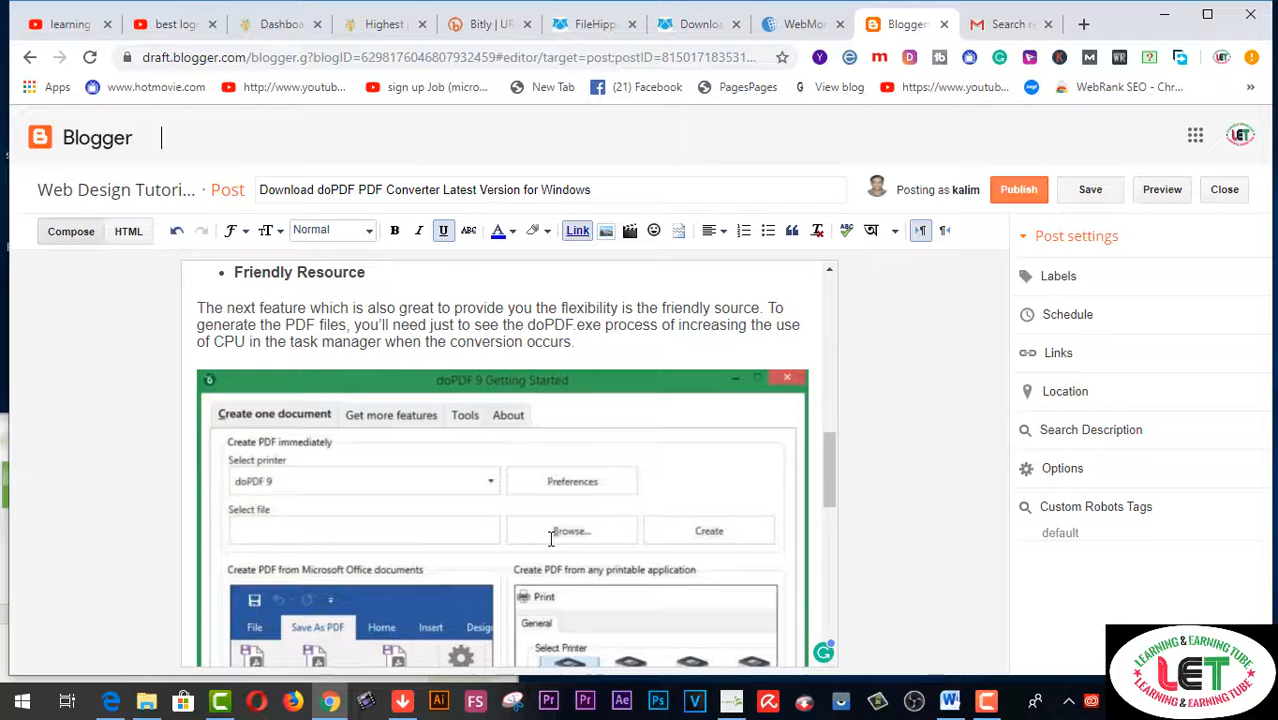 learning
best log
Dashboa
Highest
Bitly | UR
FileHipp
Downloa
WebMon
Blogger
Search r
draft.blogger.g?blogID=6298176046807932459#editor/target=post;postID=815017183531...
Apps
www.hotmovie.com
http://www.youtub...
sign up Job (micro...
New Tab
(21) Facebook
PagesPages
View blog
https://www.youtub...
WebRank SEO - Chr...
Blogger
LET
Web Design Tutori... · Post
Download doPDF PDF Converter Latest Version for Windows
Posting as kalim
Publish
Save
Preview
Close
Compose
HTML
Normal
B
I
U
ABC
A
Link
Post settings
Labels
Schedule
Links
Location
Search Description
Options
Custom Robots Tags
default
• Friendly Resource
The next feature which is also great to provide you the flexibility is the friendly source. To
generate the PDF files, you'll need just to see the doPDF.exe process of increasing the use
of CPU in the task manager when the conversion occurs.
doPDF 9 Getting Started
Create one document
Get more features
Tools
About
Create PDF immediately
Select printer
doPDF 9
Preferences
Select file
Browse...
Create
Create PDF from Microsoft Office documents
Create PDF from any printable application
File
Save As PDF
Home
Insert
Desig
Print
General
Select Printer
LEARNING & EARNING TUBE
LET
LEARNING & EARNING TUBE